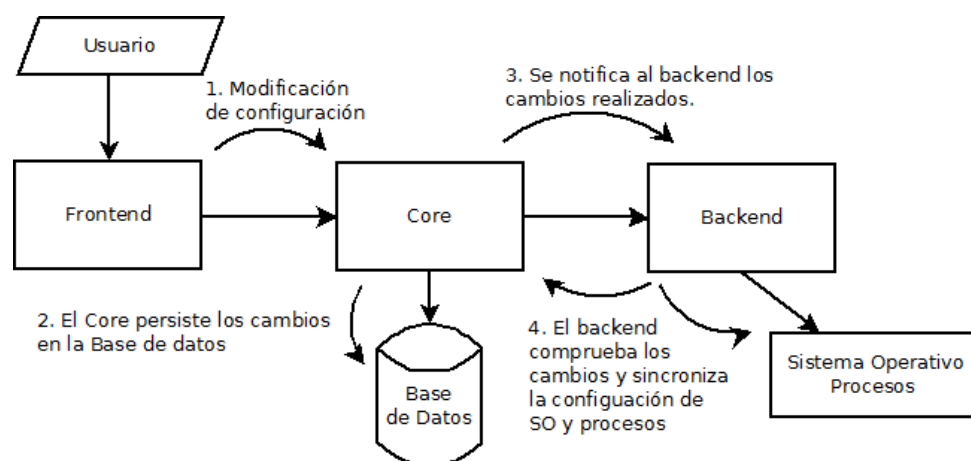 Usuario
1. Modificación
de configuración
3. Se notifica al backend los
cambios realizados.
Frontend
Core
Backend
2. El Core persiste los cambios
en la Base de datos
4. El backend
comprueba los
cambios y sincroniza
la configuación de
SO y procesos
Base
de Datos
Sistema Operativo
Procesos